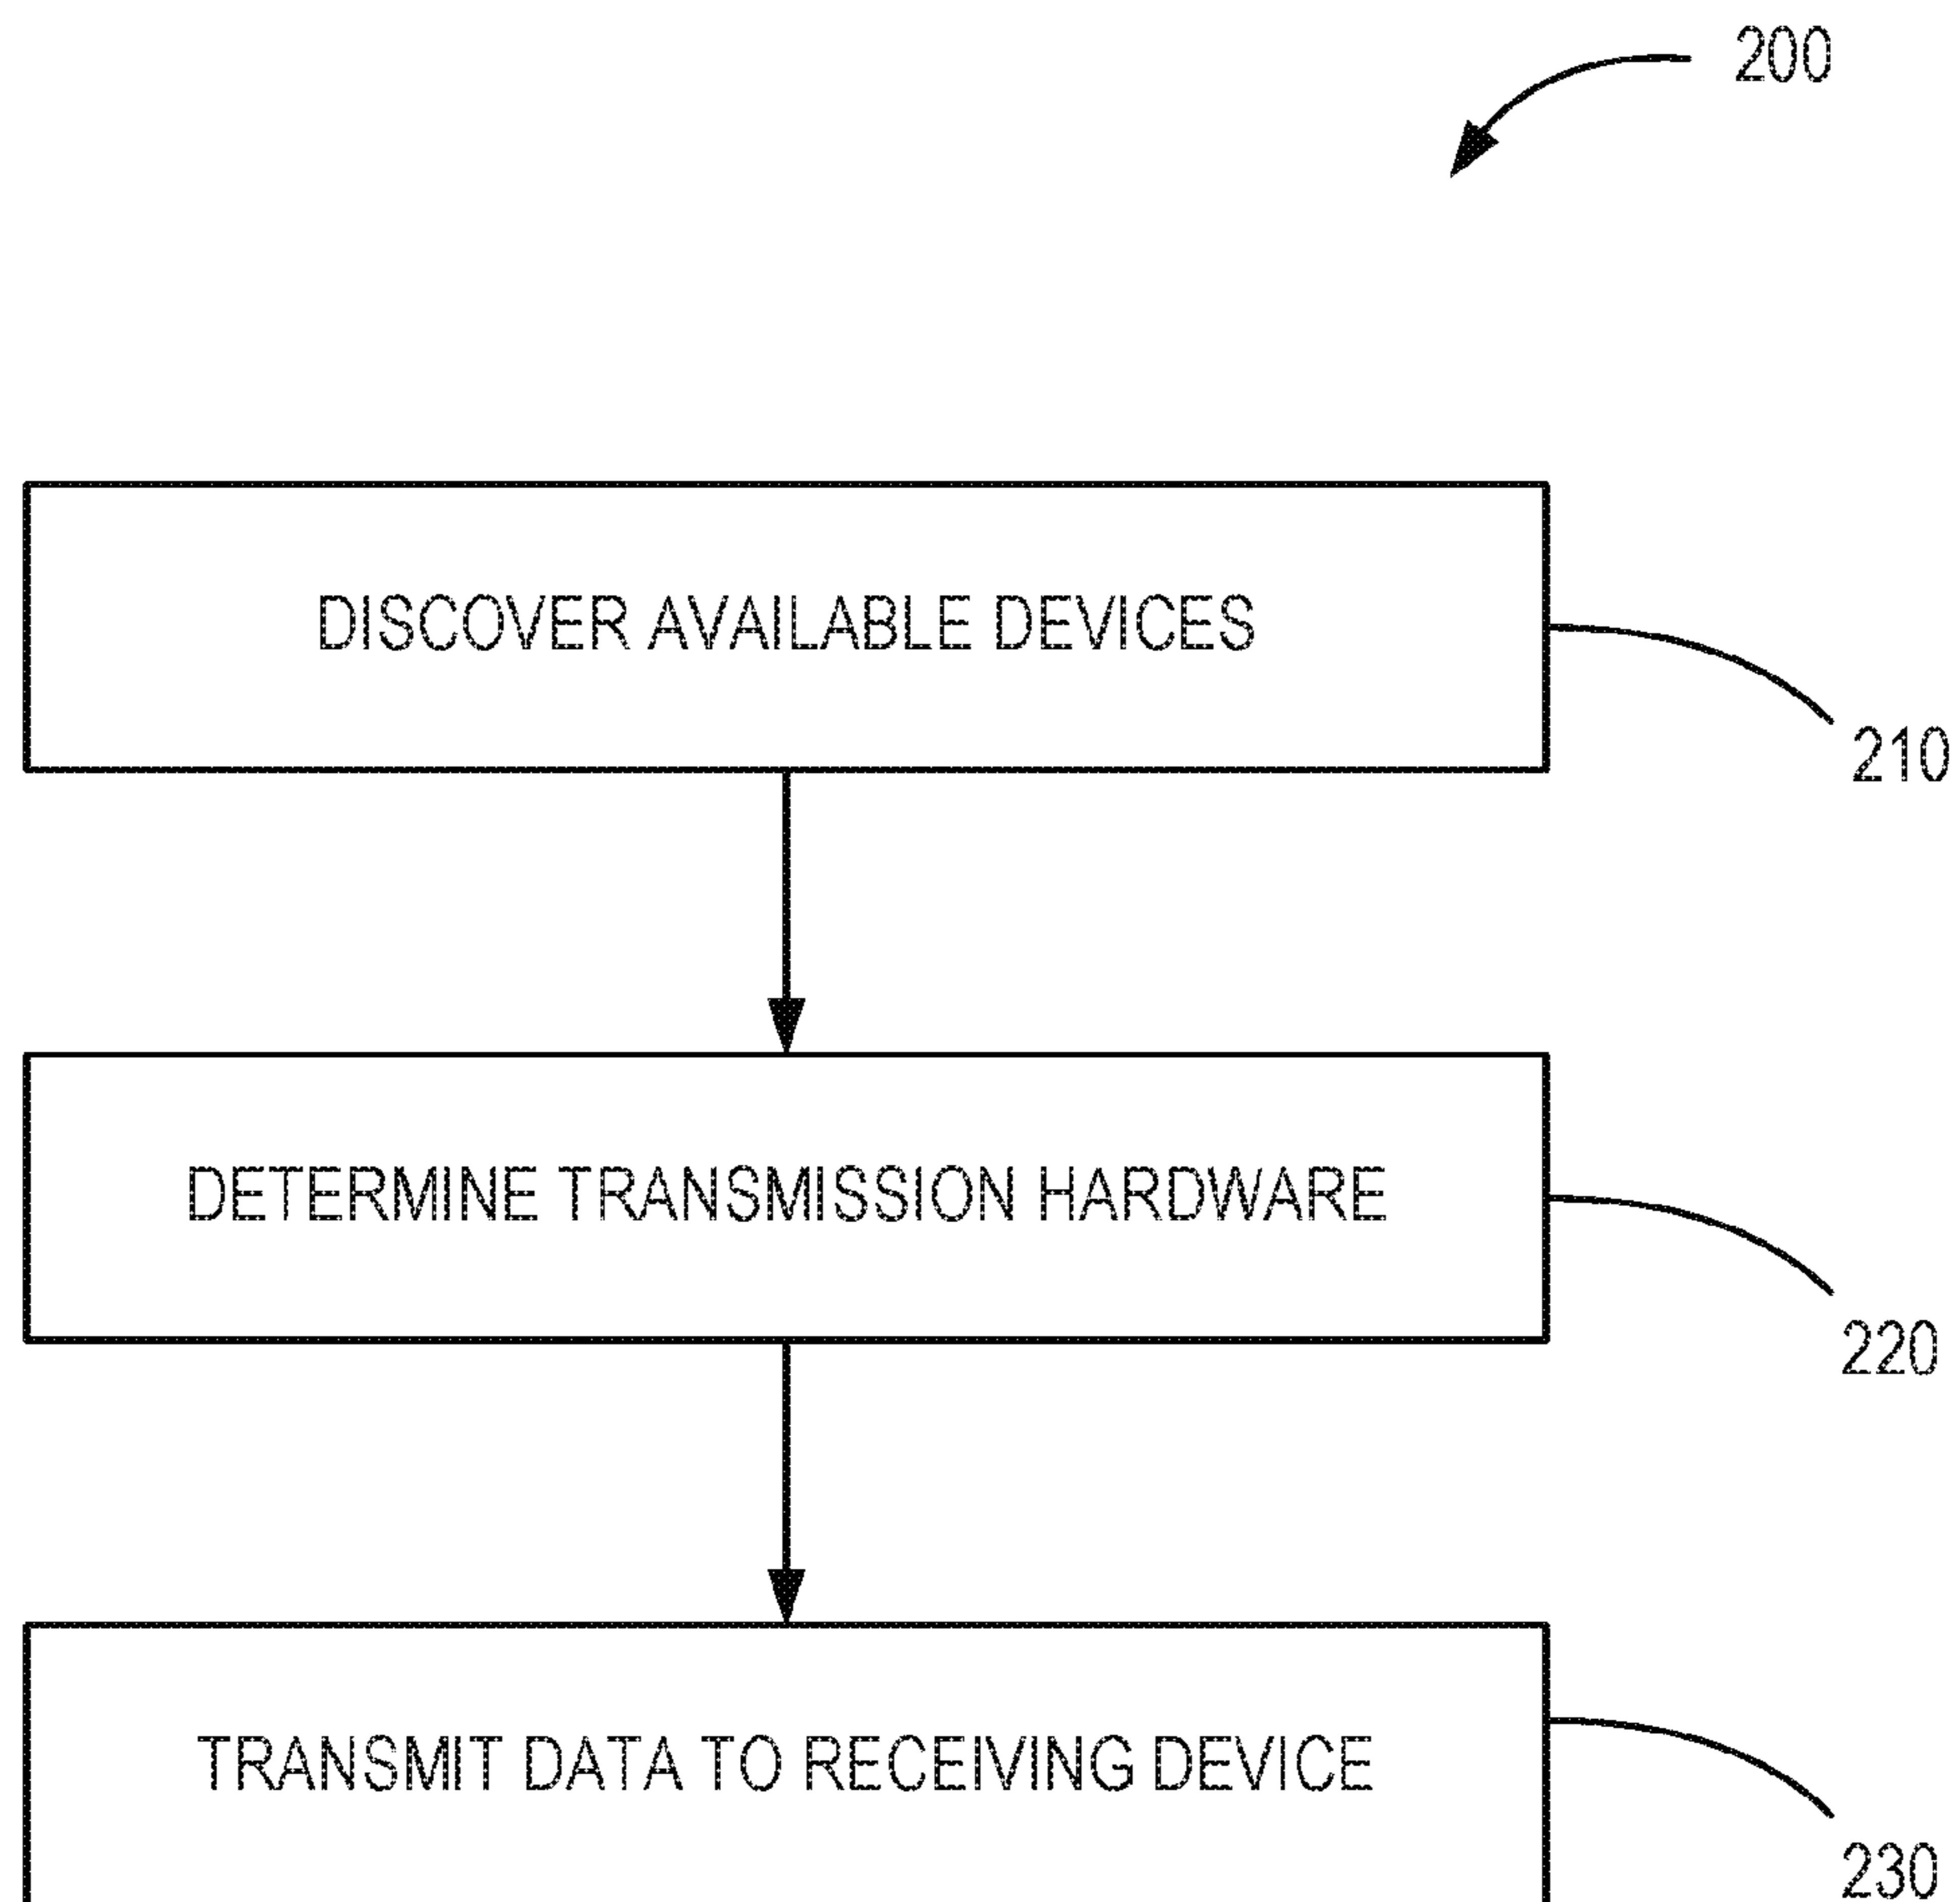 200
DISCOVER AVAILABLE DEVICES
210
DETERMINE TRANSMISSION HARDWARE
220
TRANSMIT DATA TO RECEIVING DEVICE
230